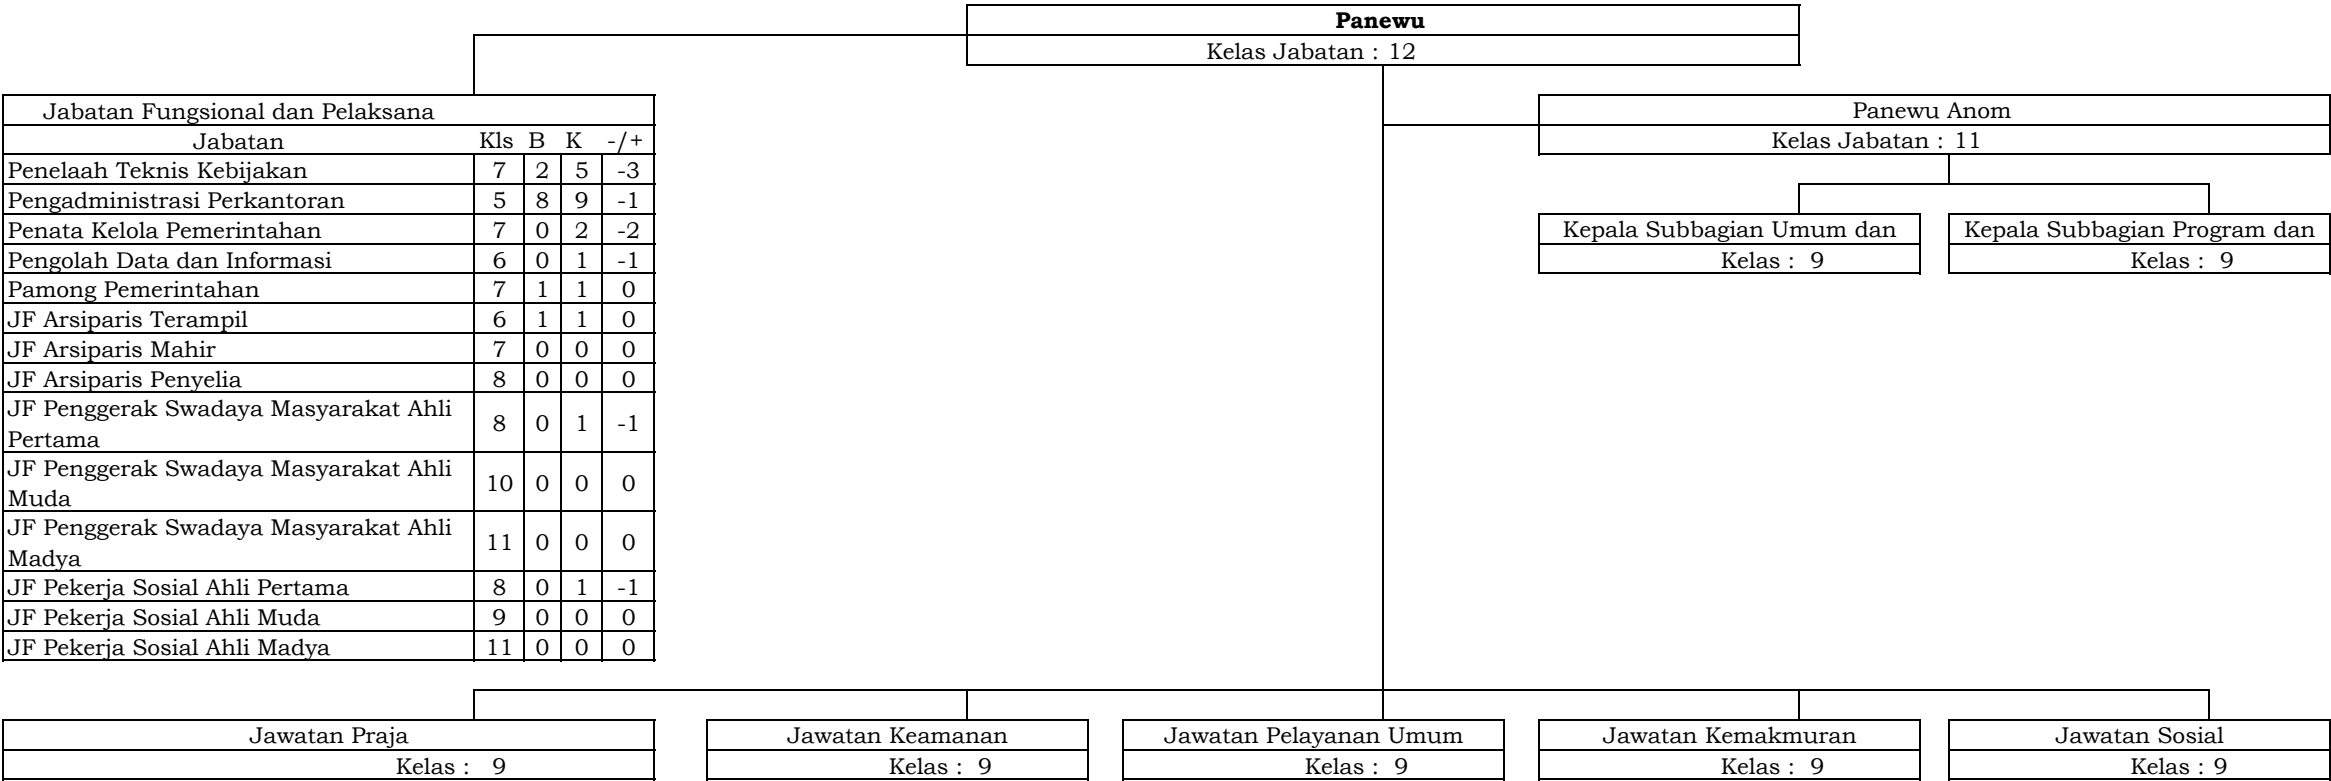 Panewu
Kelas Jabatan : 12
Jabatan Fungsional dan Pelaksana
Jabatan Kls B K -/+
Penelaah Teknis Kebijakan 7 2 5 -3
Pengadministrasi Perkantoran 5 8 9 -1
Penata Kelola Pemerintahan 7 0 2 -2
Pengolah Data dan Informasi 6 0 1 -1
Pamong Pemerintahan 7 1 1 0
JF Arsiparis Terampil 6 1 1 0
JF Arsiparis Mahir 7 0 0 0
JF Arsiparis Penyelia 8 0 0 0
JF Penggerak Swadaya Masyarakat Ahli
Pertama 8 0 1 -1
JF Penggerak Swadaya Masyarakat Ahli
Muda 10 0 0 0
JF Penggerak Swadaya Masyarakat Ahli
Madya 11 0 0 0
JF Pekerja Sosial Ahli Pertama 8 0 1 -1
JF Pekerja Sosial Ahli Muda 9 0 0 0
JF Pekerja Sosial Ahli Madya 11 0 0 0
Panewu Anom
Kelas Jabatan : 11
Kepala Subbagian Umum dan
Kelas : 9
Kepala Subbagian Program dan
Kelas : 9
Jawatan Praja
Kelas : 9
Jawatan Keamanan
Kelas : 9
Jawatan Pelayanan Umum
Kelas : 9
Jawatan Kemakmuran
Kelas : 9
Jawatan Sosial
Kelas : 9